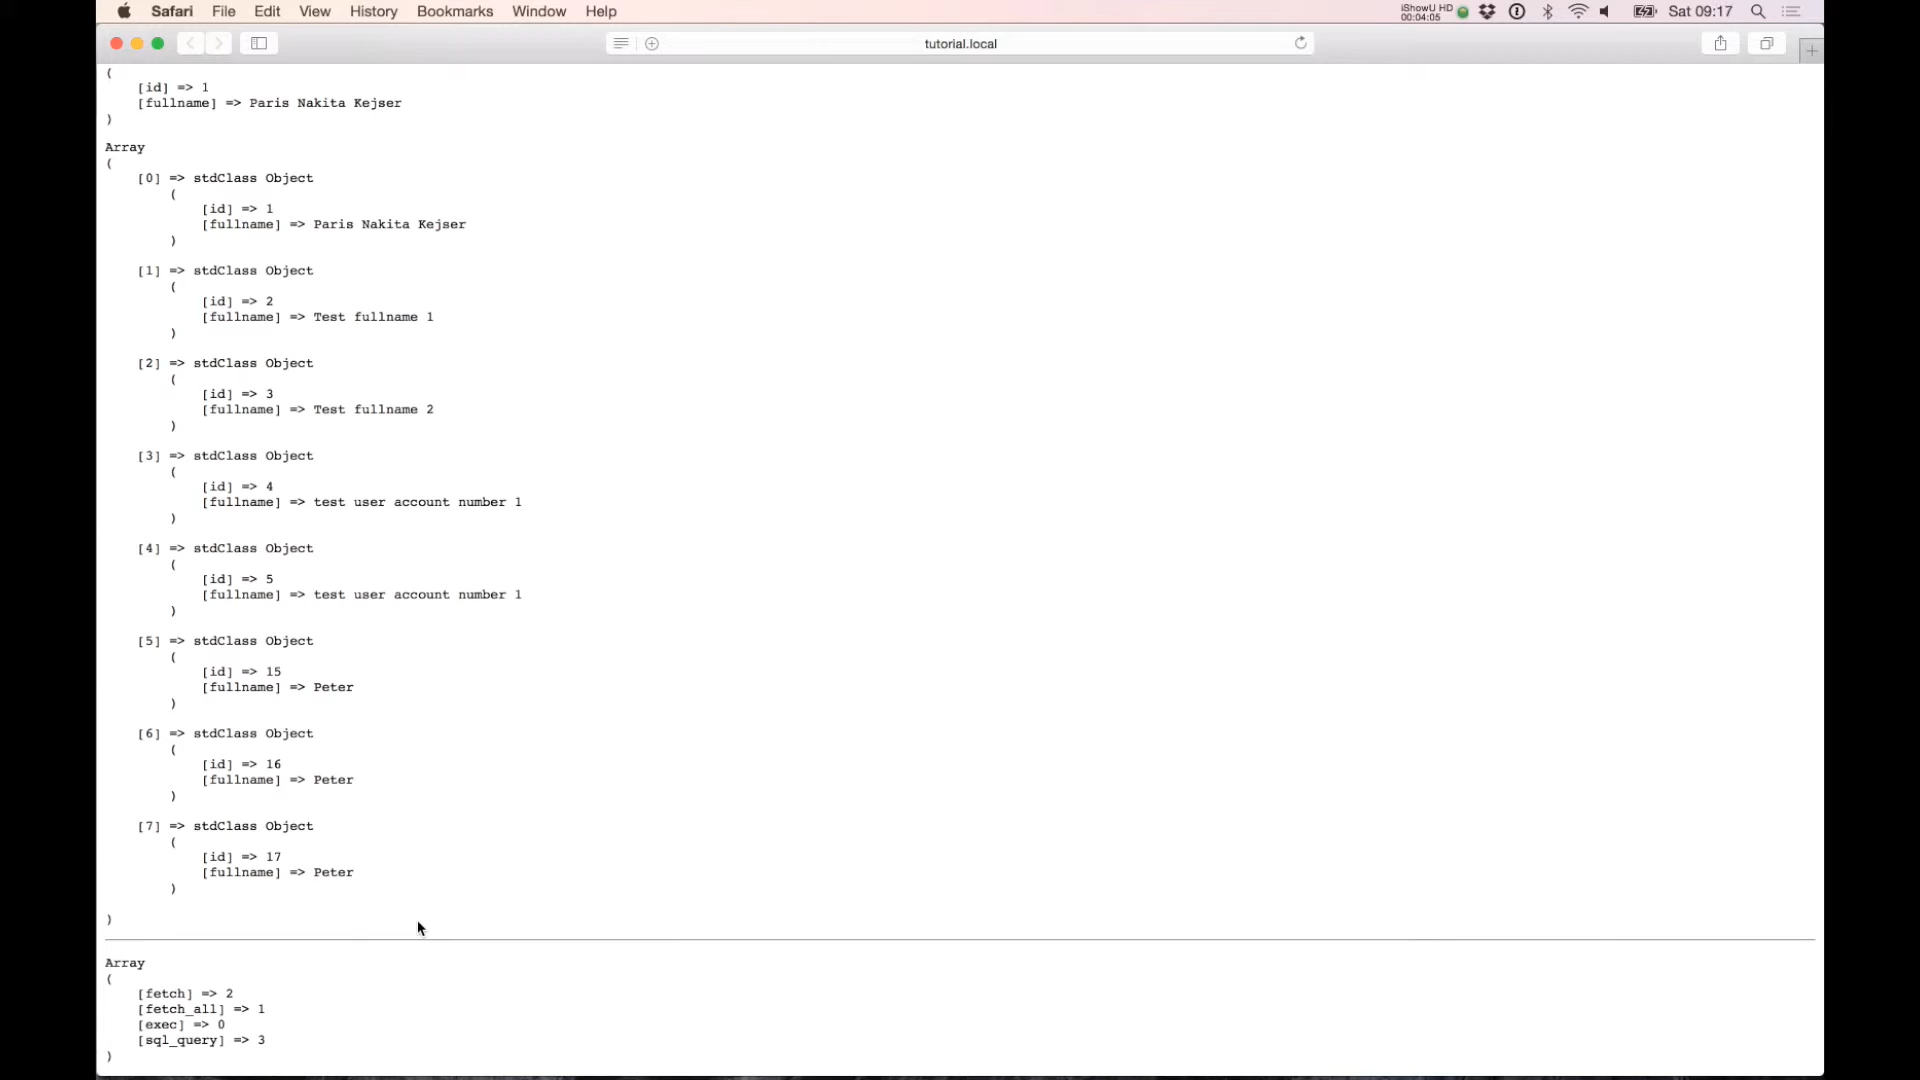 Safari File Edit View History Bookmarks Window Help iShowU HD 00:04:05 Sat 09:17
tutorial.local
(
    [id] => 1
    [fullname] => Paris Nakita Kejser
)
Array
(
    [0] => stdClass Object
        (
            [id] => 1
            [fullname] => Paris Nakita Kejser
        )
    [1] => stdClass Object
        (
            [id] => 2
            [fullname] => Test fullname 1
        )
    [2] => stdClass Object
        (
            [id] => 3
            [fullname] => Test fullname 2
        )
    [3] => stdClass Object
        (
            [id] => 4
            [fullname] => test user account number 1
        )
    [4] => stdClass Object
        (
            [id] => 5
            [fullname] => test user account number 1
        )
    [5] => stdClass Object
        (
            [id] => 15
            [fullname] => Peter
        )
    [6] => stdClass Object
        (
            [id] => 16
            [fullname] => Peter
        )
    [7] => stdClass Object
        (
            [id] => 17
            [fullname] => Peter
        )
)
Array
(
    [fetch] => 2
    [fetch_all] => 1
    [exec] => 0
    [sql_query] => 3
)